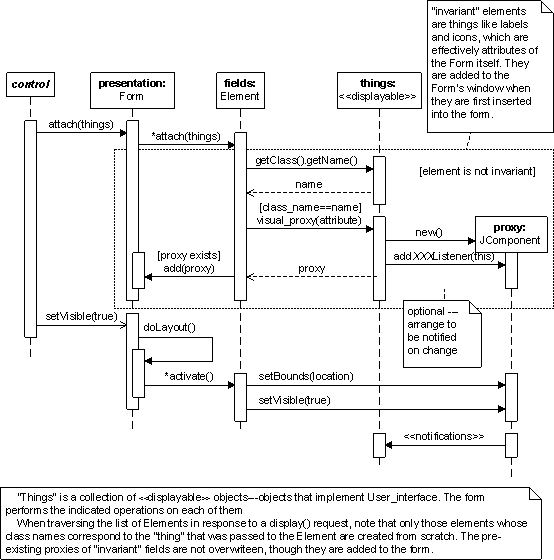 "invariant" elements
are things like labels
and icons, which are
effectively attributes of
the Form itself. They
are added to the
Form's window when
they are first inserted
into the form.
control
presentation:
Form
fields:
Element
things:
<<displayable>>
attach(things)
*attach(things)
getClass().getName()
[element is not invariant]
name
[class_name==name]
visual_proxy(attribute)
new()
proxy:
JComponent
[proxy exists]
add(proxy)
proxy
add XXXListener(this)
setVisible(true)
doLayout()
optional ---
arrange to
be notified
on change
*activate()
setBounds(location)
setVisible(true)
<<notifications>>
"Things" is a collection of <<displayable>> objects---objects that implement User_interface. The form
performs the indicated operations on each of them
When traversing the list of Elements in response to a display() request, note that only those elements whose
class names correspond to the "thing" that was passed to the Element are created from scratch. The pre-
existing proxies of "invariant" fields are not overwriteen, though they are added to the form.